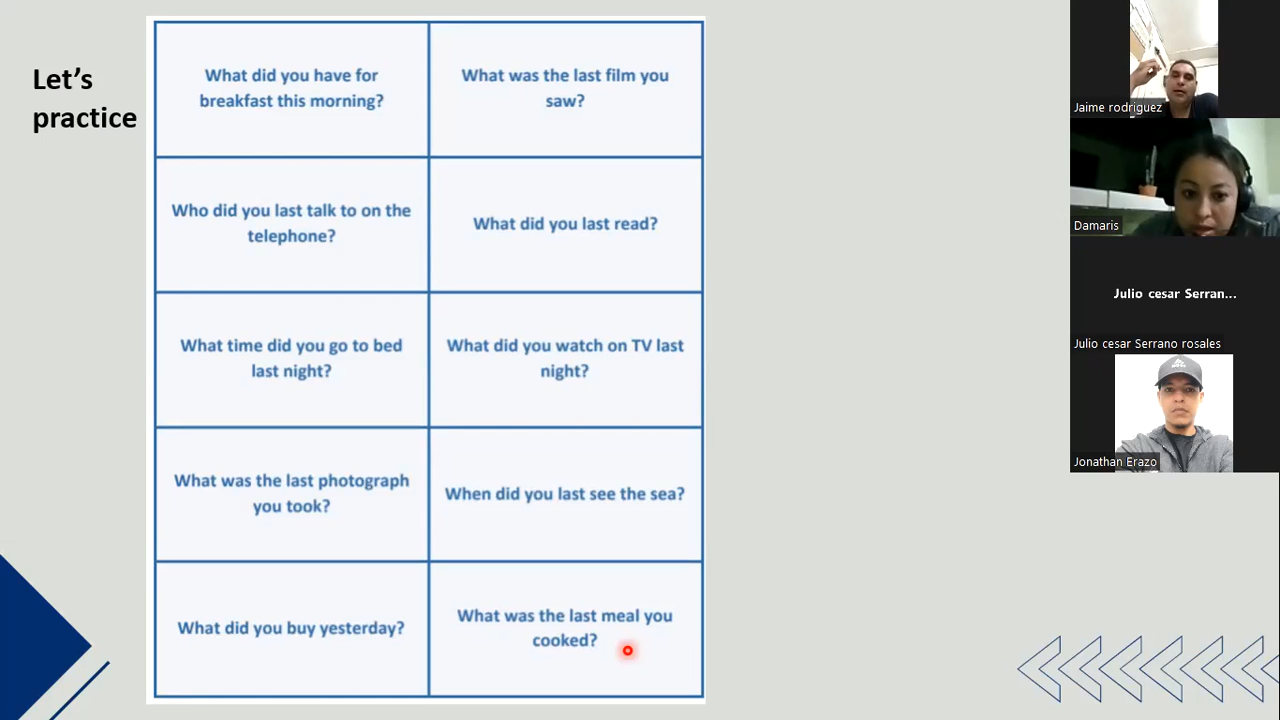 Let's
practice
What did you have for
breakfast this morning?
What was the last film you
saw?
Who did you last talk to on the
telephone?
What did you last read?
What time did you go to bed
last night?
What did you watch on TV last
night?
What was the last photograph
you took?
When did you last see the sea?
What did you buy yesterday?
What was the last meal you
cooked?
Jaime rodriguez
Damaris
Julio cesar Serran...
Julio cesar Serrano rosales
Jonathan Erazo